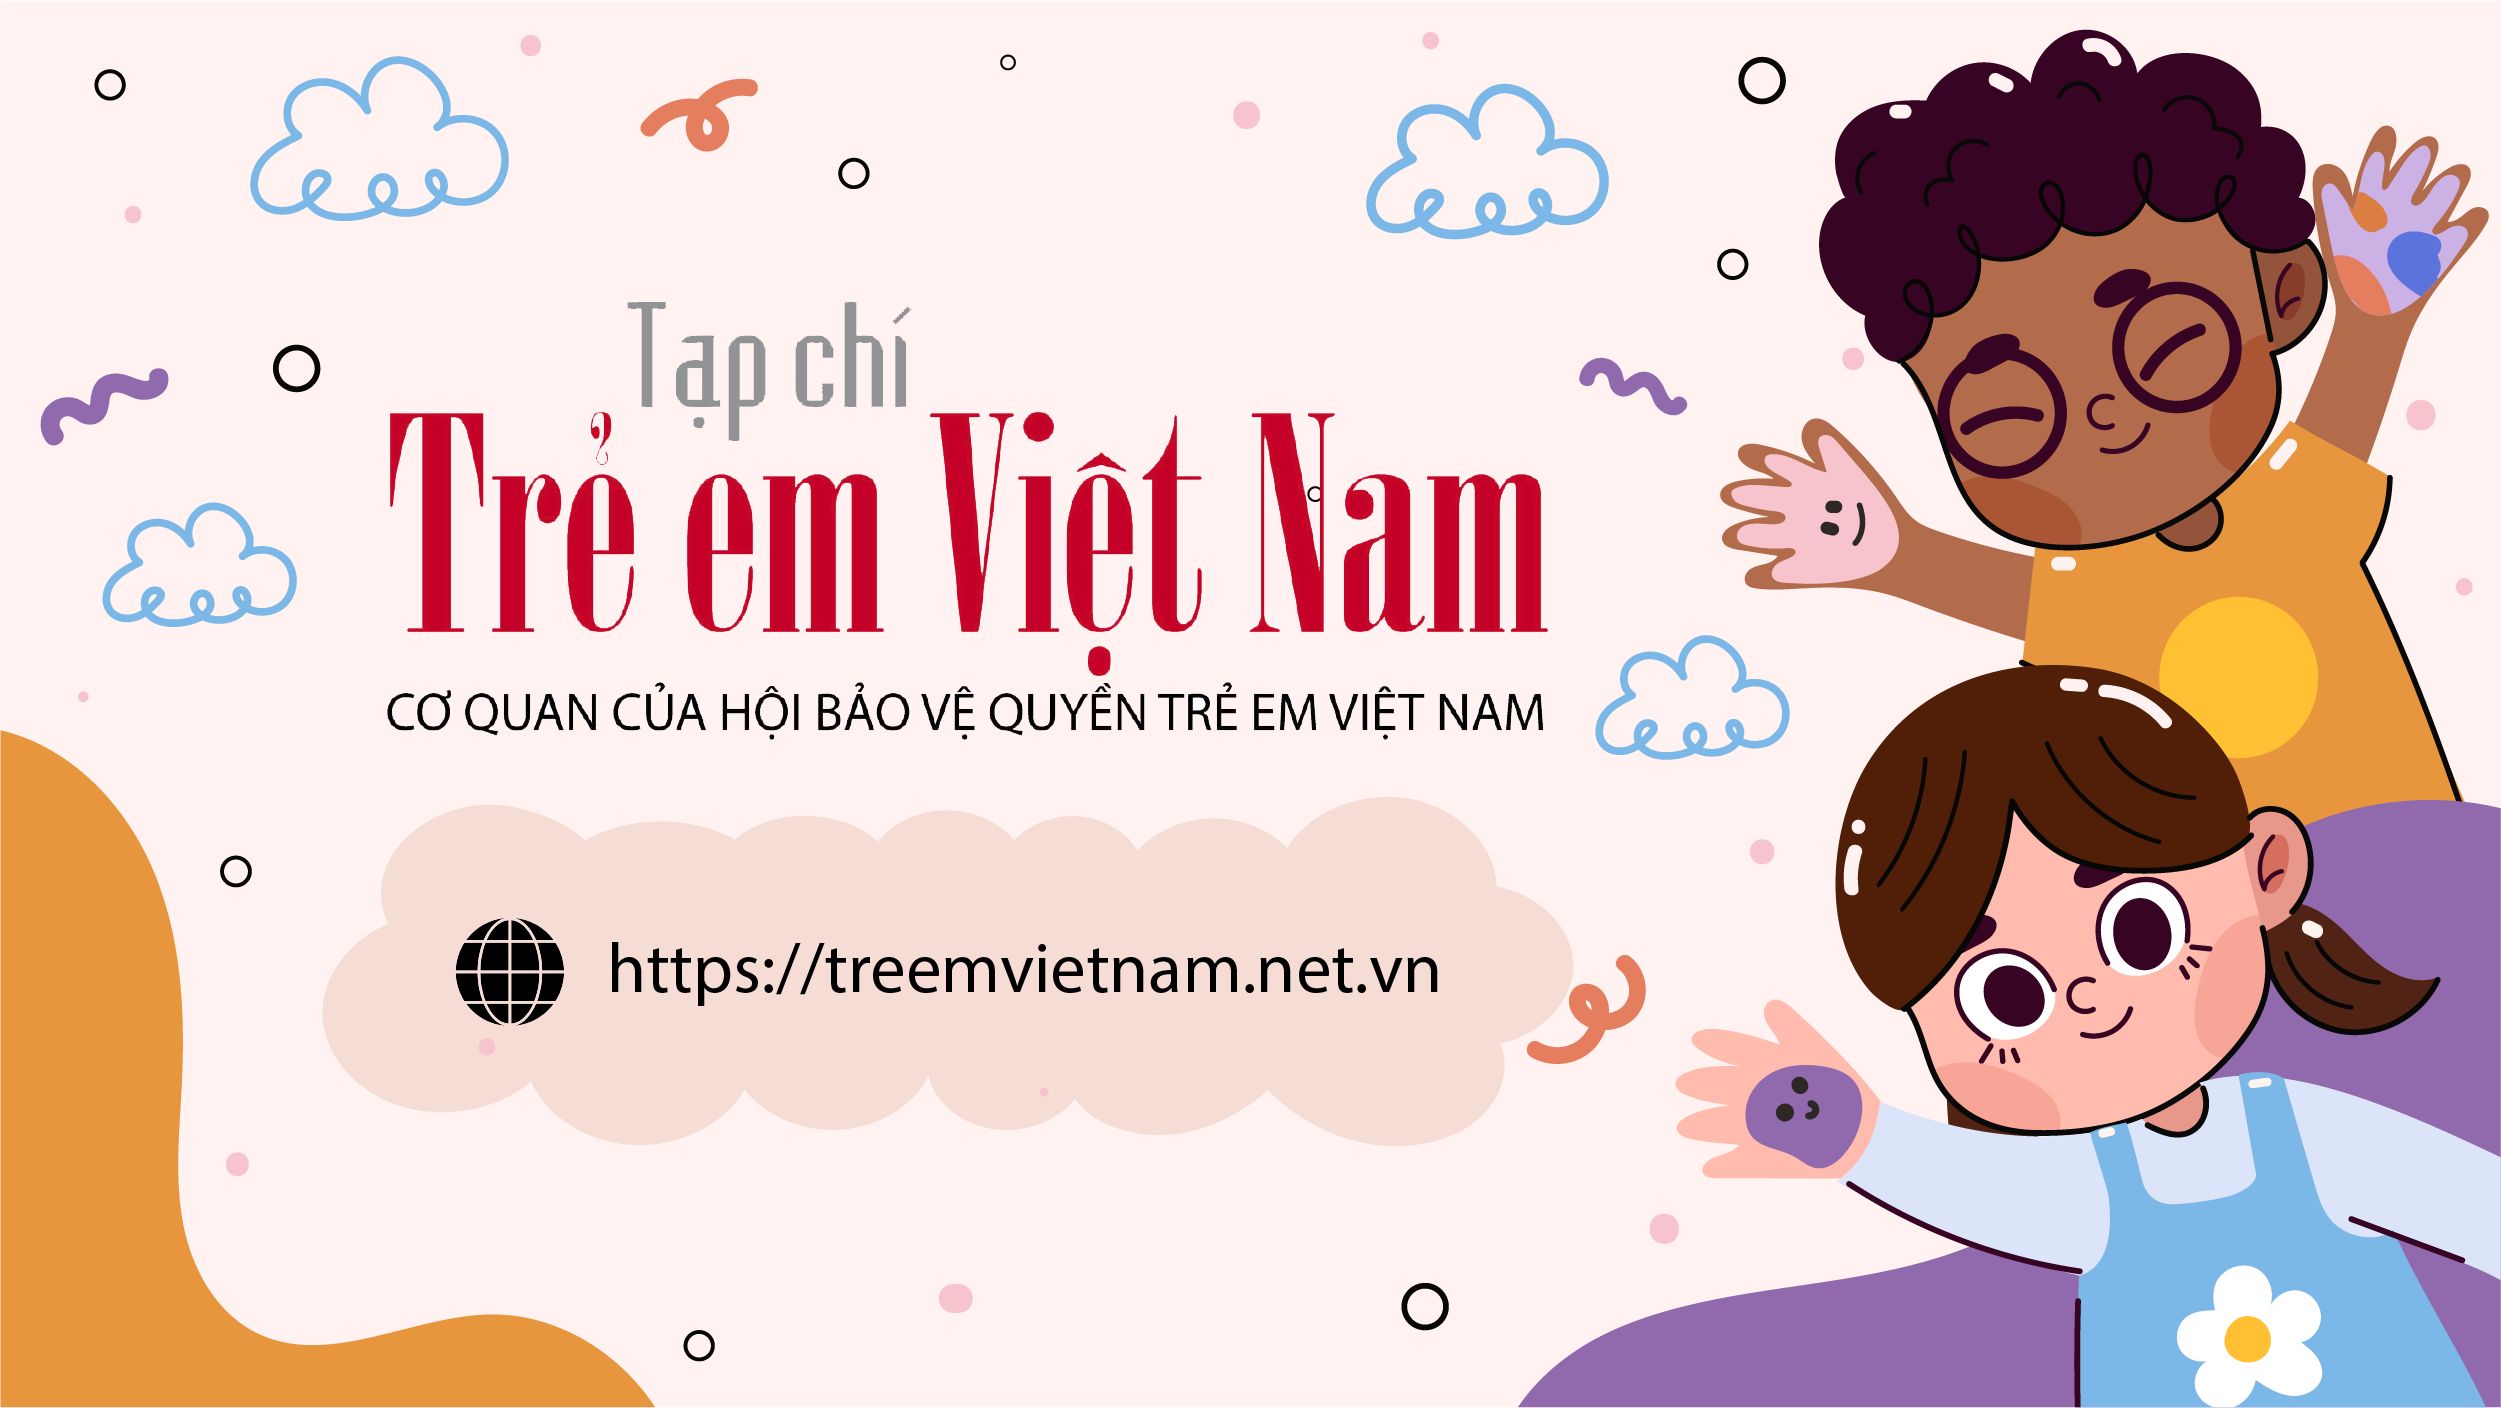 Tạp chí
Trẻ em Việt Nam
CƠ QUAN CỦA HỘI BẢO VỆ QUYỀN TRẺ EM VIỆT NAM
https://treemvietnam.net.vn